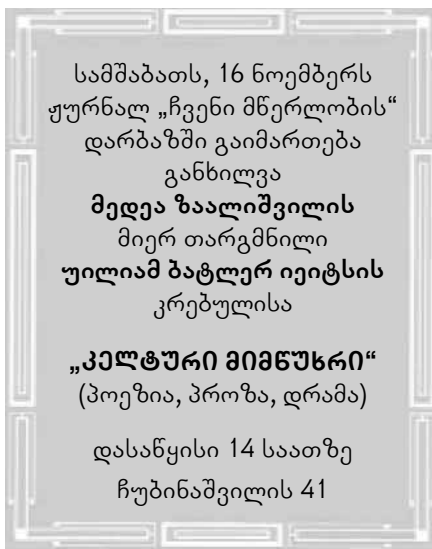 სამშაბათს, 16 ნოემბერს
ჟურნალ „ჩვენი მწერლობის“
დარბაზში გაიმართება
განხილვა
მედეა ზაალიშვილის
მიერ თარგმნილი
უილიამ ბატლერ იეიტსის
კრებულისა
„კელტური მიმწუხრი“
(პოეზია, პროზა, დრამა)
დასაწყისი 14 საათზე
ჩუბინაშვილის 41